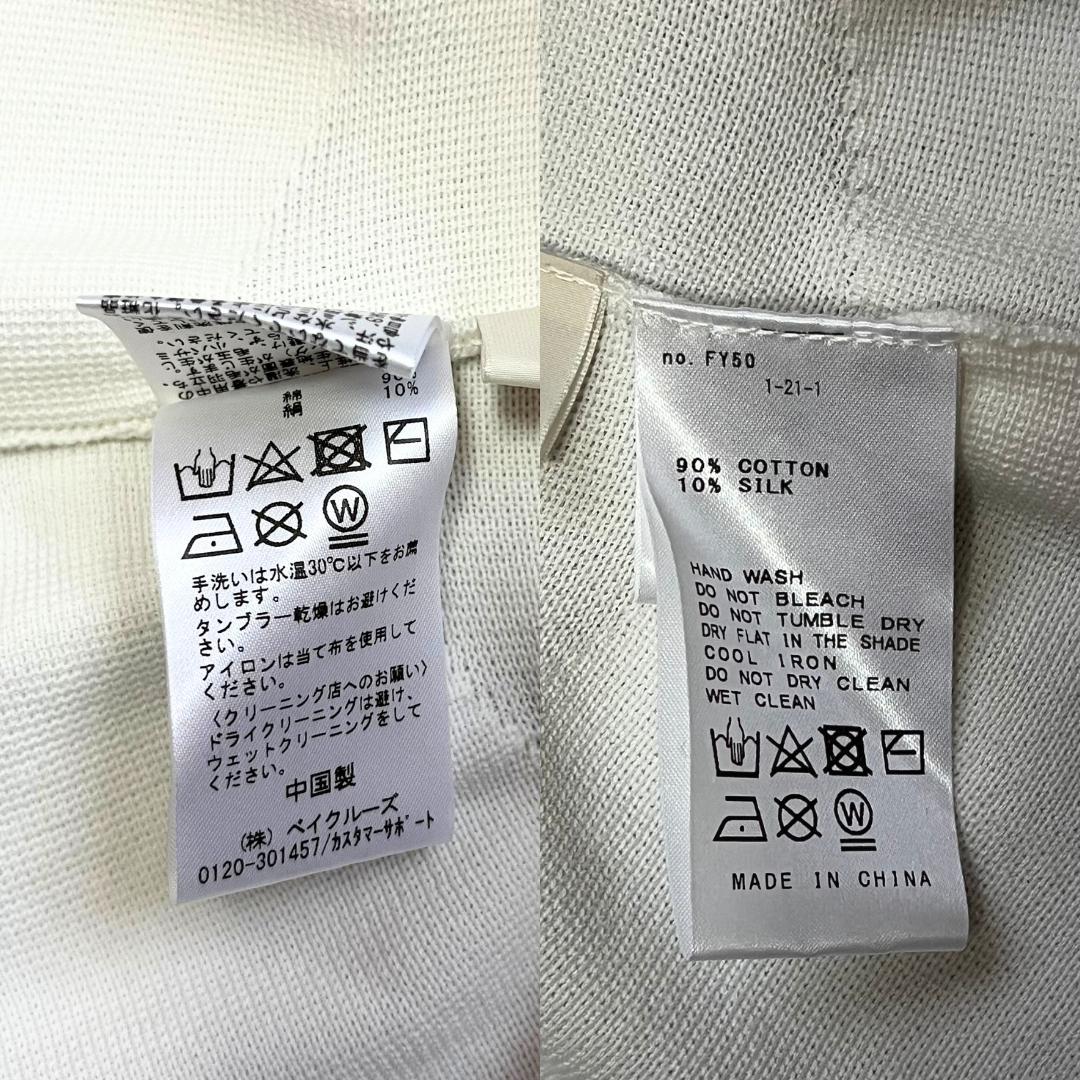 綿
絹
10%
手洗いは水温30℃以下をお薦
めします。
タンブラー乾燥はお避けくだ
さい。
アイロンは当て布を使用して
ください。
〈クリーニング店へのお願い〉
ドライクリーニングは避け、
ウェットクリーニングをして
ください。
中国製
(株) ベイクルーズ
0120-301457/カスタマーサポート
no. FY50
1-21-1
90% COTTON
10% SILK
HAND WASH
DO NOT BLEACH
DO NOT TUMBLE DRY
DRY FLAT IN THE SHADE
COOL IRON
DO NOT DRY CLEAN
WET CLEAN
MADE IN CHINA